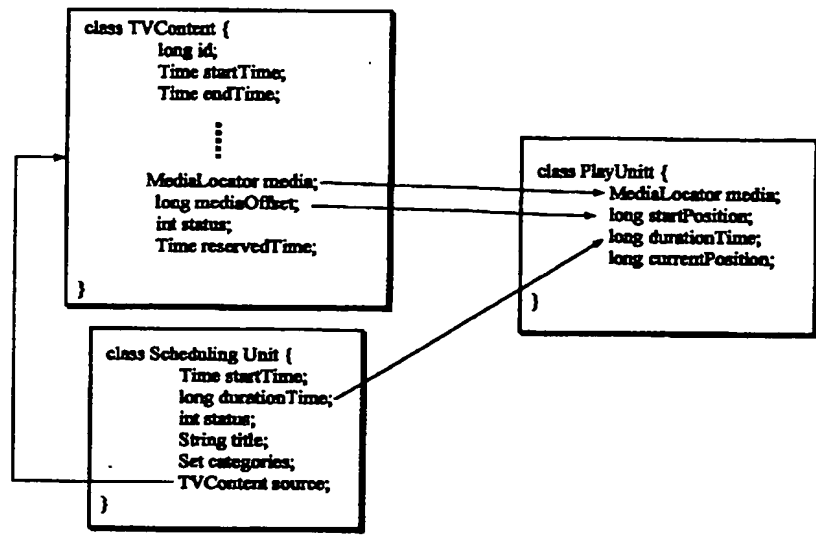 class TVContent {
long id;
Time startTime;
Time endTime;
MediaLocator media;
long mediaOffset;
int status;
Time reservedTime;
}
class PlayUnitt {
MediaLocator media;
long startPosition;
long durationTime;
long currentPosition;
}
class Scheduling Unit {
Time startTime;
long durationTime;
int status;
String title;
Set categories;
TVContent source;
}